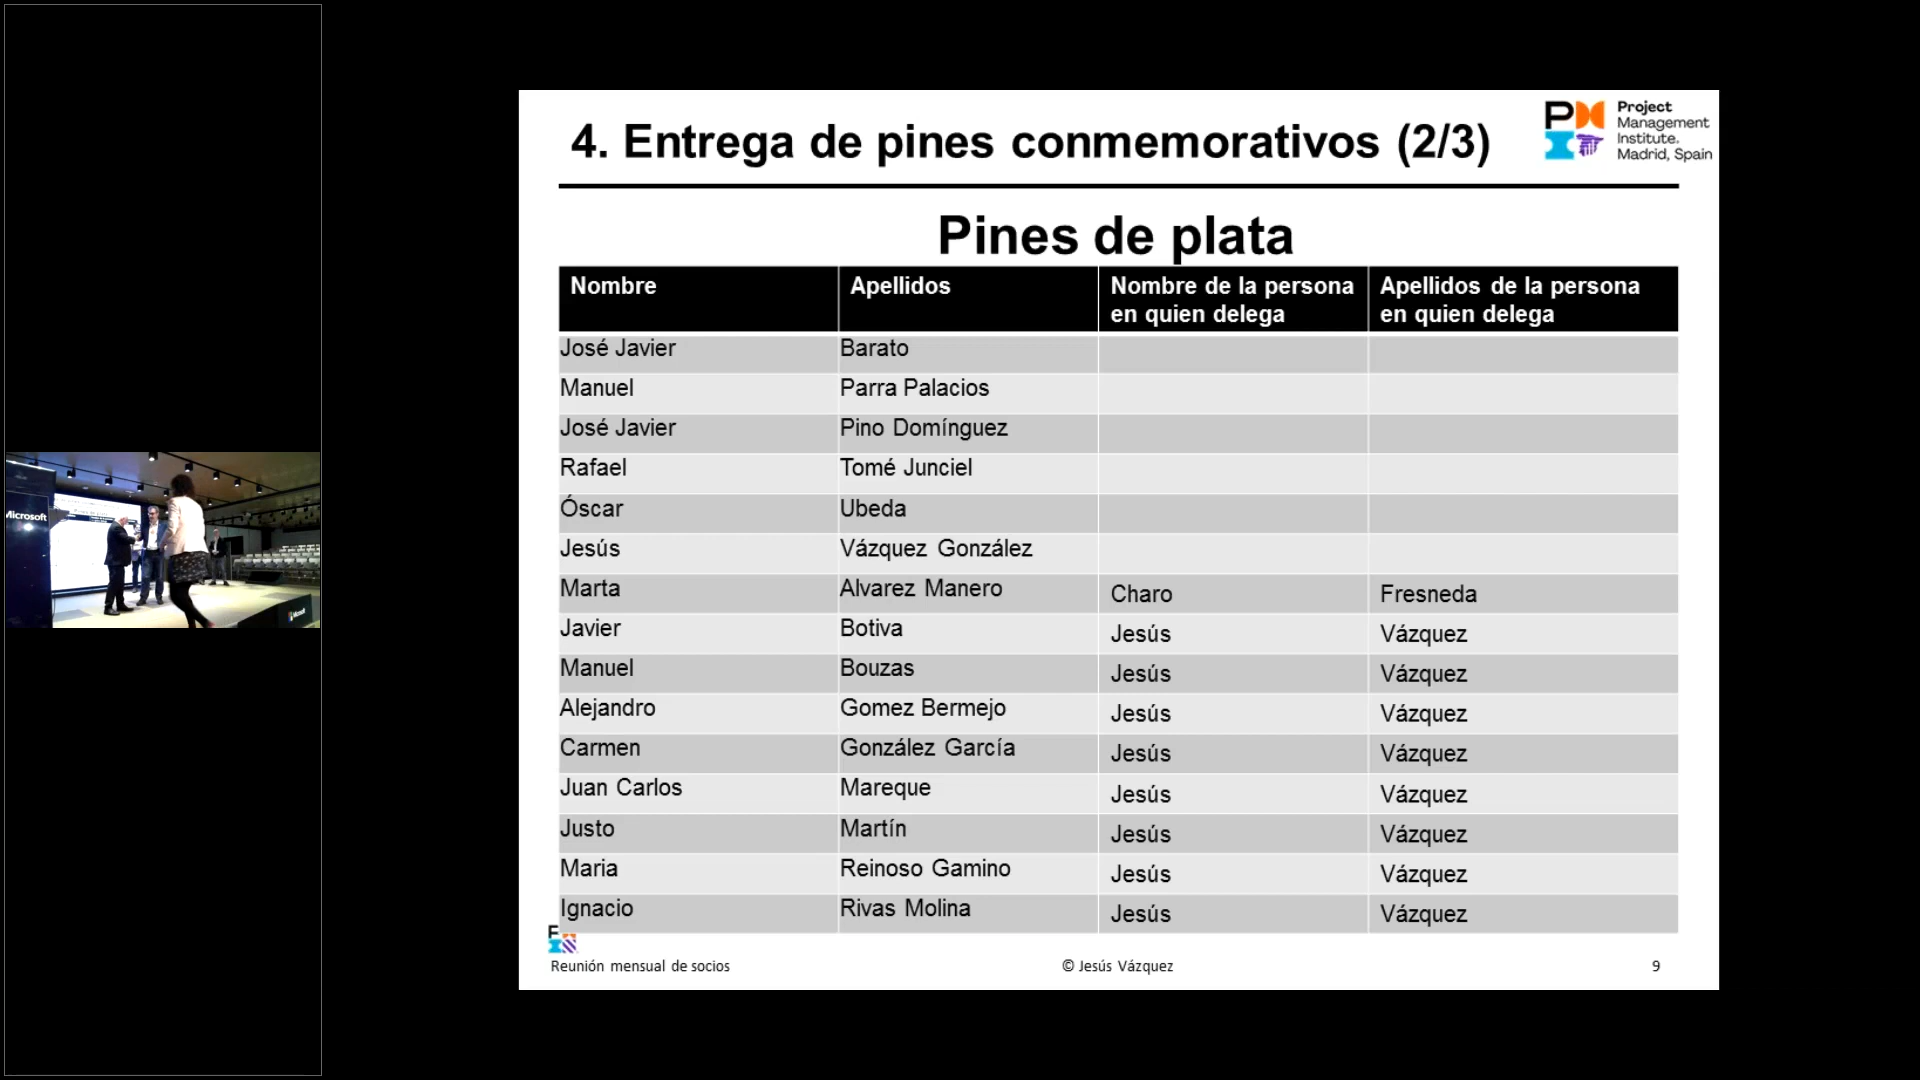 Microsoft
4. Entrega de pines conmemorativos (2/3)
Project
Management
Institute.
Madrid, Spain
Pines de plata
Nombre Apellidos Nombre de la persona en quien delega Apellidos de la persona en quien delega
José Javier Barato
Manuel Parra Palacios
José Javier Pino Domínguez
Rafael Tomé Junciel
Óscar Ubeda
Jesús Vázquez González
Marta Alvarez Manero Charo Fresneda
Javier Botiva Jesús Vázquez
Manuel Bouzas Jesús Vázquez
Alejandro Gomez Bermejo Jesús Vázquez
Carmen González García Jesús Vázquez
Juan Carlos Mareque Jesús Vázquez
Justo Martín Jesús Vázquez
Maria Reinoso Gamino Jesús Vázquez
Ignacio Rivas Molina Jesús Vázquez
Reunión mensual de socios © Jesús Vázquez 9